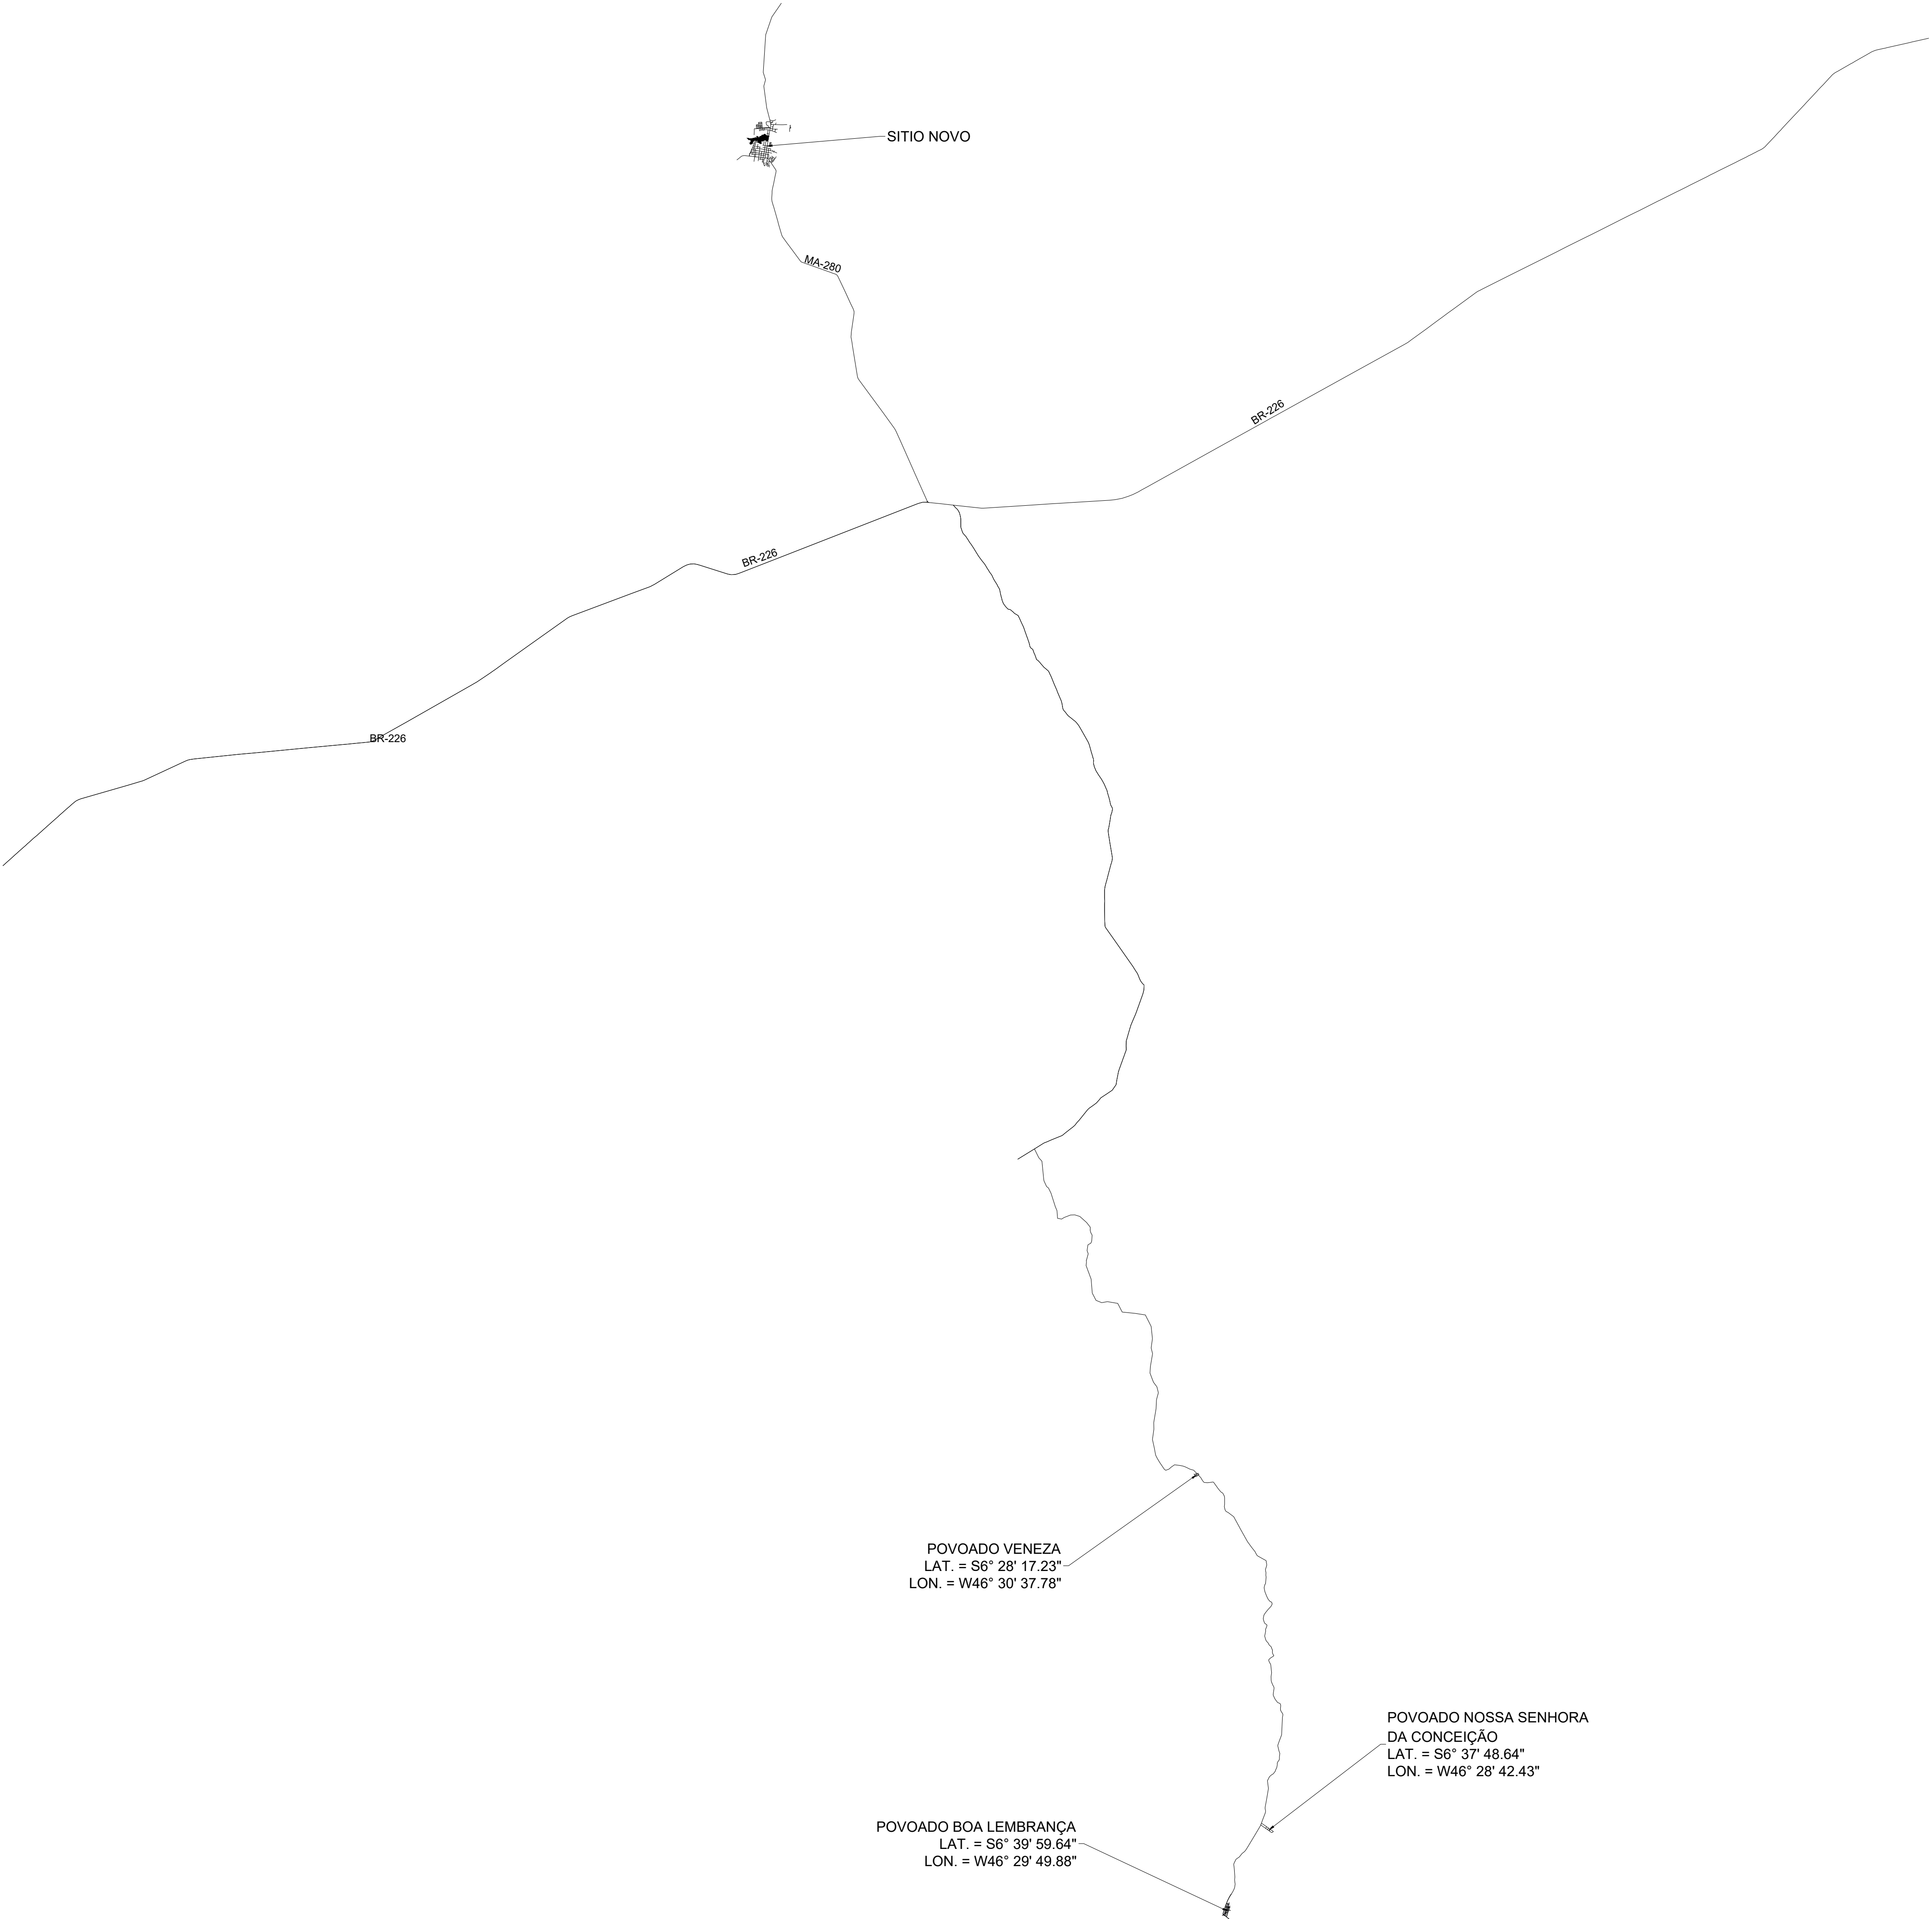 SITIO NOVO
MA-280
BR-226
BR-226
BR-226
POVOADO VENEZA
LAT. = S6° 28' 17.23"
LON. = W46° 30' 37.78"
POVOADO NOSSA SENHORA
DA CONCEIÇÃO
LAT. = S6° 37' 48.64"
LON. = W46° 28' 42.43"
POVOADO BOA LEMBRANÇA
LAT. = S6° 39' 59.64"
LON. = W46° 29' 49.88"